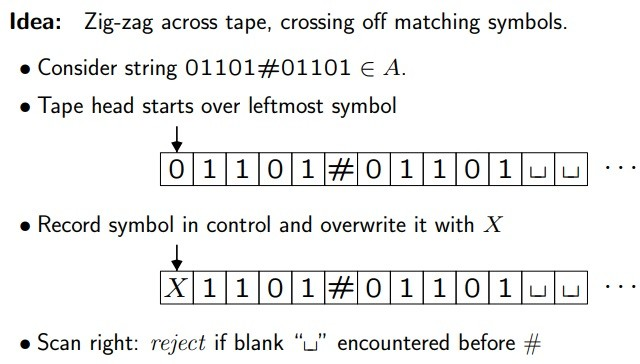 Idea: Zig-zag across tape, crossing off matching symbols.
• Consider string 01101#01101 ∈ A.
• Tape head starts over leftmost symbol
0 1 1 0 1 # 0 1 1 0 1 ␣ ␣ ···
• Record symbol in control and overwrite it with X
X 1 1 0 1 # 0 1 1 0 1 ␣ ␣ ···
• Scan right: reject if blank “␣” encountered before #